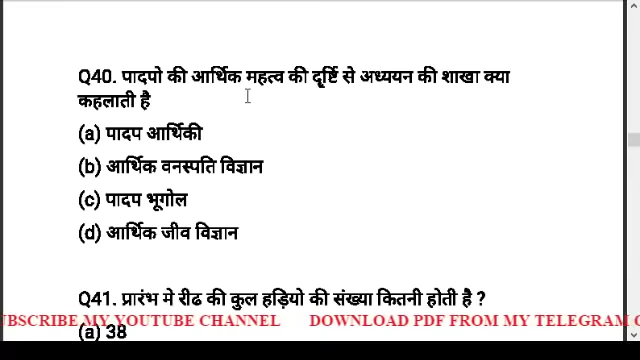 Q40. पादपो की आर्थिक महत्व की दृर्ष्टि से अध्ययन की शाखा क्या
कहलाती है
(a) पादप आर्थिकी
(b) आर्थिक वनस्पति विज्ञान
(c) पादप भूगोल
(d) आर्थिक जीव विज्ञान
Q41. प्रारंभ मे रीढ की कुल हड़ियो की संख्या कितनी होती है ?
UBSCRIBE MY YOUTUBE CHANNEL DOWNLOAD PDF FROM MY TELEGRAM
(a) 38